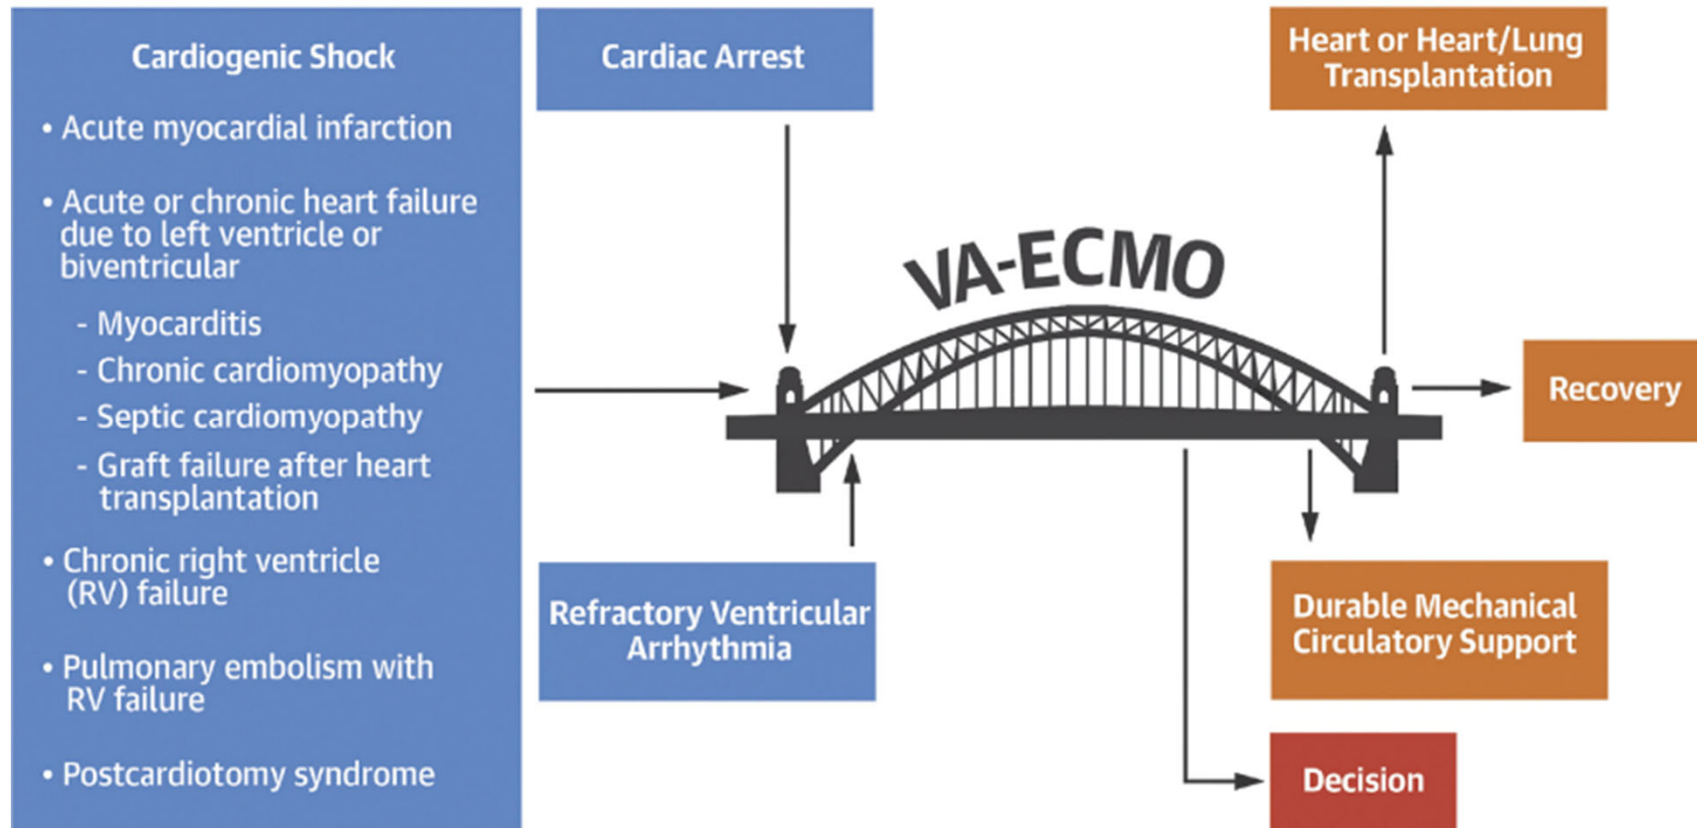 Cardiogenic Shock
• Acute myocardial infarction
• Acute or chronic heart failure
due to left ventricle or
biventricular
- Myocarditis
- Chronic cardiomyopathy
- Septic cardiomyopathy
- Graft failure after heart
transplantation
• Chronic right ventricle
(RV) failure
• Pulmonary embolism with
RV failure
• Postcardiotomy syndrome
Cardiac Arrest
Refractory Ventricular
Arrhythmia
VA-ECMO
Heart or Heart/Lung
Transplantation
Recovery
Durable Mechanical
Circulatory Support
Decision